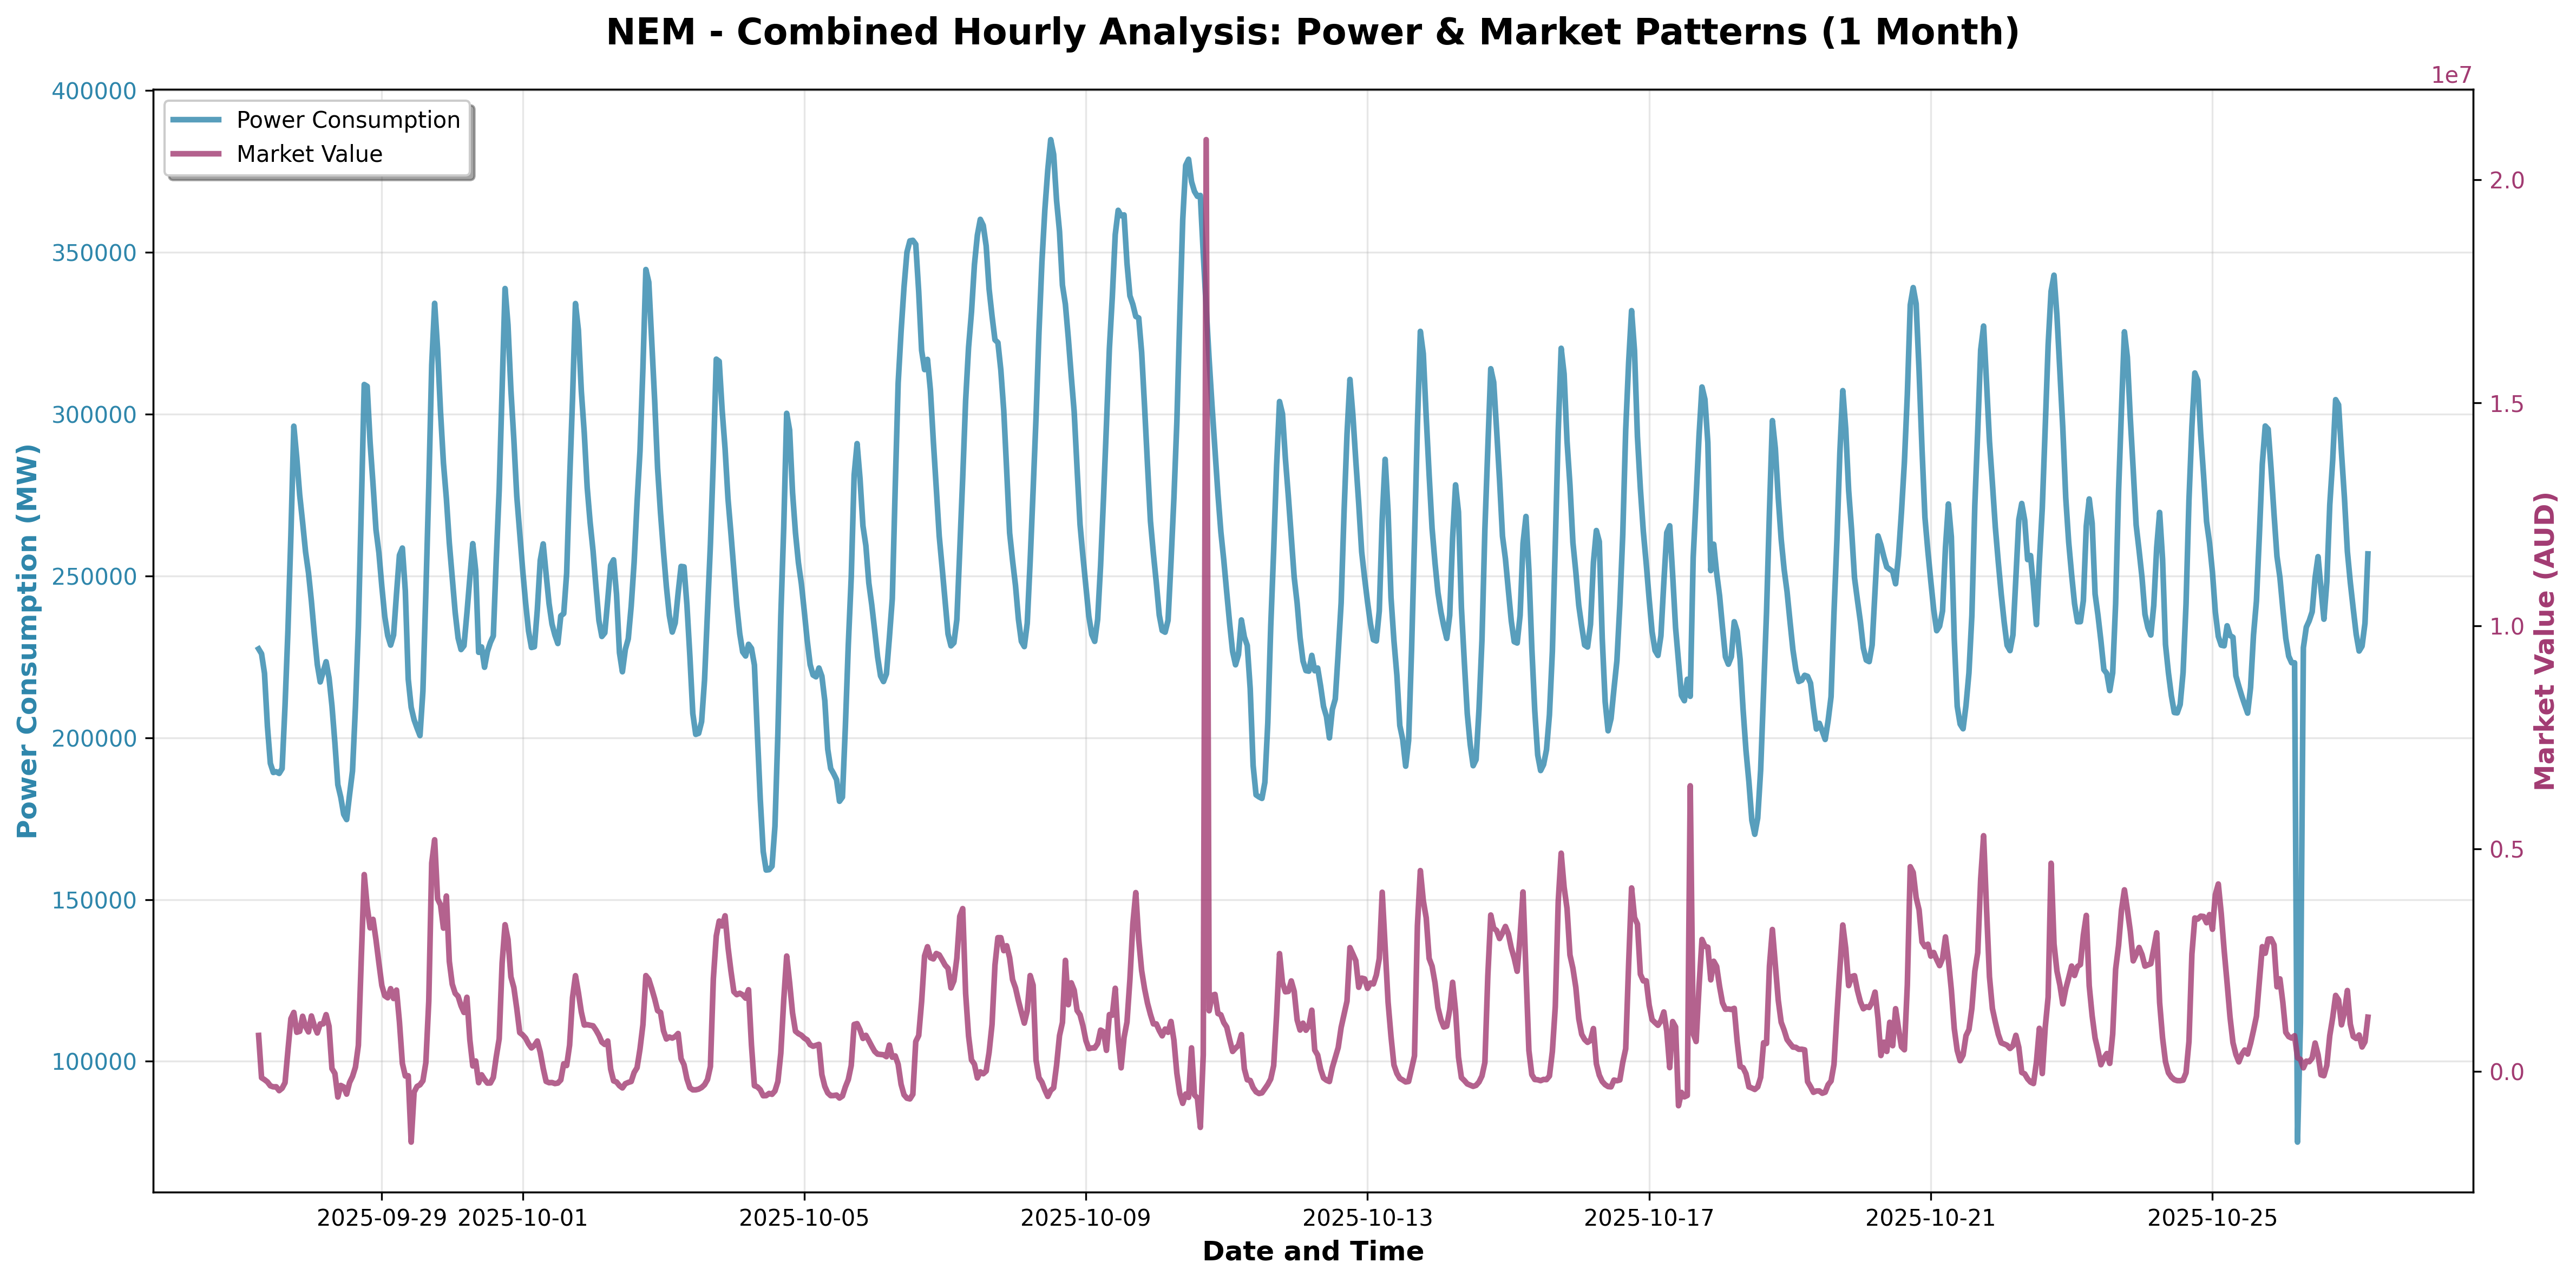 NEM - Combined Hourly Analysis: Power & Market Patterns (1 Month)
1e7
Power Consumption
Market Value
400000
350000
300000
250000
200000
150000
100000
Power Consumption (MW)
2.0
1.5
1.0
0.5
0.0
Market Value (AUD)
2025-09-29 2025-10-01 2025-10-05 2025-10-09 2025-10-13 2025-10-17 2025-10-21 2025-10-25
Date and Time